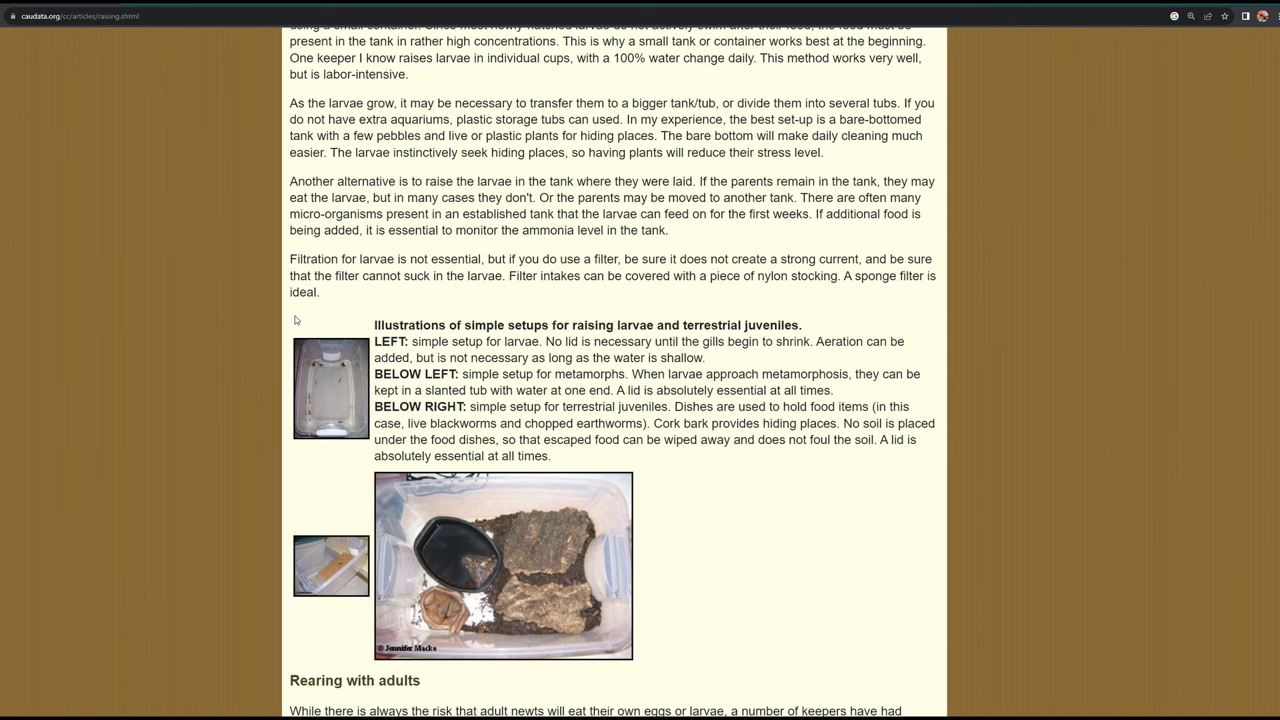 caudata.org/cc/articles/raising.shtml
present in the tank in rather high concentrations. This is why a small tank or container works best at the beginning.
One keeper I know raises larvae in individual cups, with a 100% water change daily. This method works very well,
but is labor-intensive.
As the larvae grow, it may be necessary to transfer them to a bigger tank/tub, or divide them into several tubs. If you
do not have extra aquariums, plastic storage tubs can used. In my experience, the best set-up is a bare-bottomed
tank with a few pebbles and live or plastic plants for hiding places. The bare bottom will make daily cleaning much
easier. The larvae instinctively seek hiding places, so having plants will reduce their stress level.
Another alternative is to raise the larvae in the tank where they were laid. If the parents remain in the tank, they may
eat the larvae, but in many cases they don't. Or the parents may be moved to another tank. There are often many
micro-organisms present in an established tank that the larvae can feed on for the first weeks. If additional food is
being added, it is essential to monitor the ammonia level in the tank.
Filtration for larvae is not essential, but if you do use a filter, be sure it does not create a strong current, and be sure
that the filter cannot suck in the larvae. Filter intakes can be covered with a piece of nylon stocking. A sponge filter is
ideal.
Illustrations of simple setups for raising larvae and terrestrial juveniles.
LEFT: simple setup for larvae. No lid is necessary until the gills begin to shrink. Aeration can be
added, but is not necessary as long as the water is shallow.
BELOW LEFT: simple setup for metamorphs. When larvae approach metamorphosis, they can be
kept in a slanted tub with water at one end. A lid is absolutely essential at all times.
BELOW RIGHT: simple setup for terrestrial juveniles. Dishes are used to hold food items (in this
case, live blackworms and chopped earthworms). Cork bark provides hiding places. No soil is placed
under the food dishes, so that escaped food can be wiped away and does not foul the soil. A lid is
absolutely essential at all times.
© Jennifer Macke
Rearing with adults
While there is always the risk that adult newts will eat their own eggs or larvae, a number of keepers have had